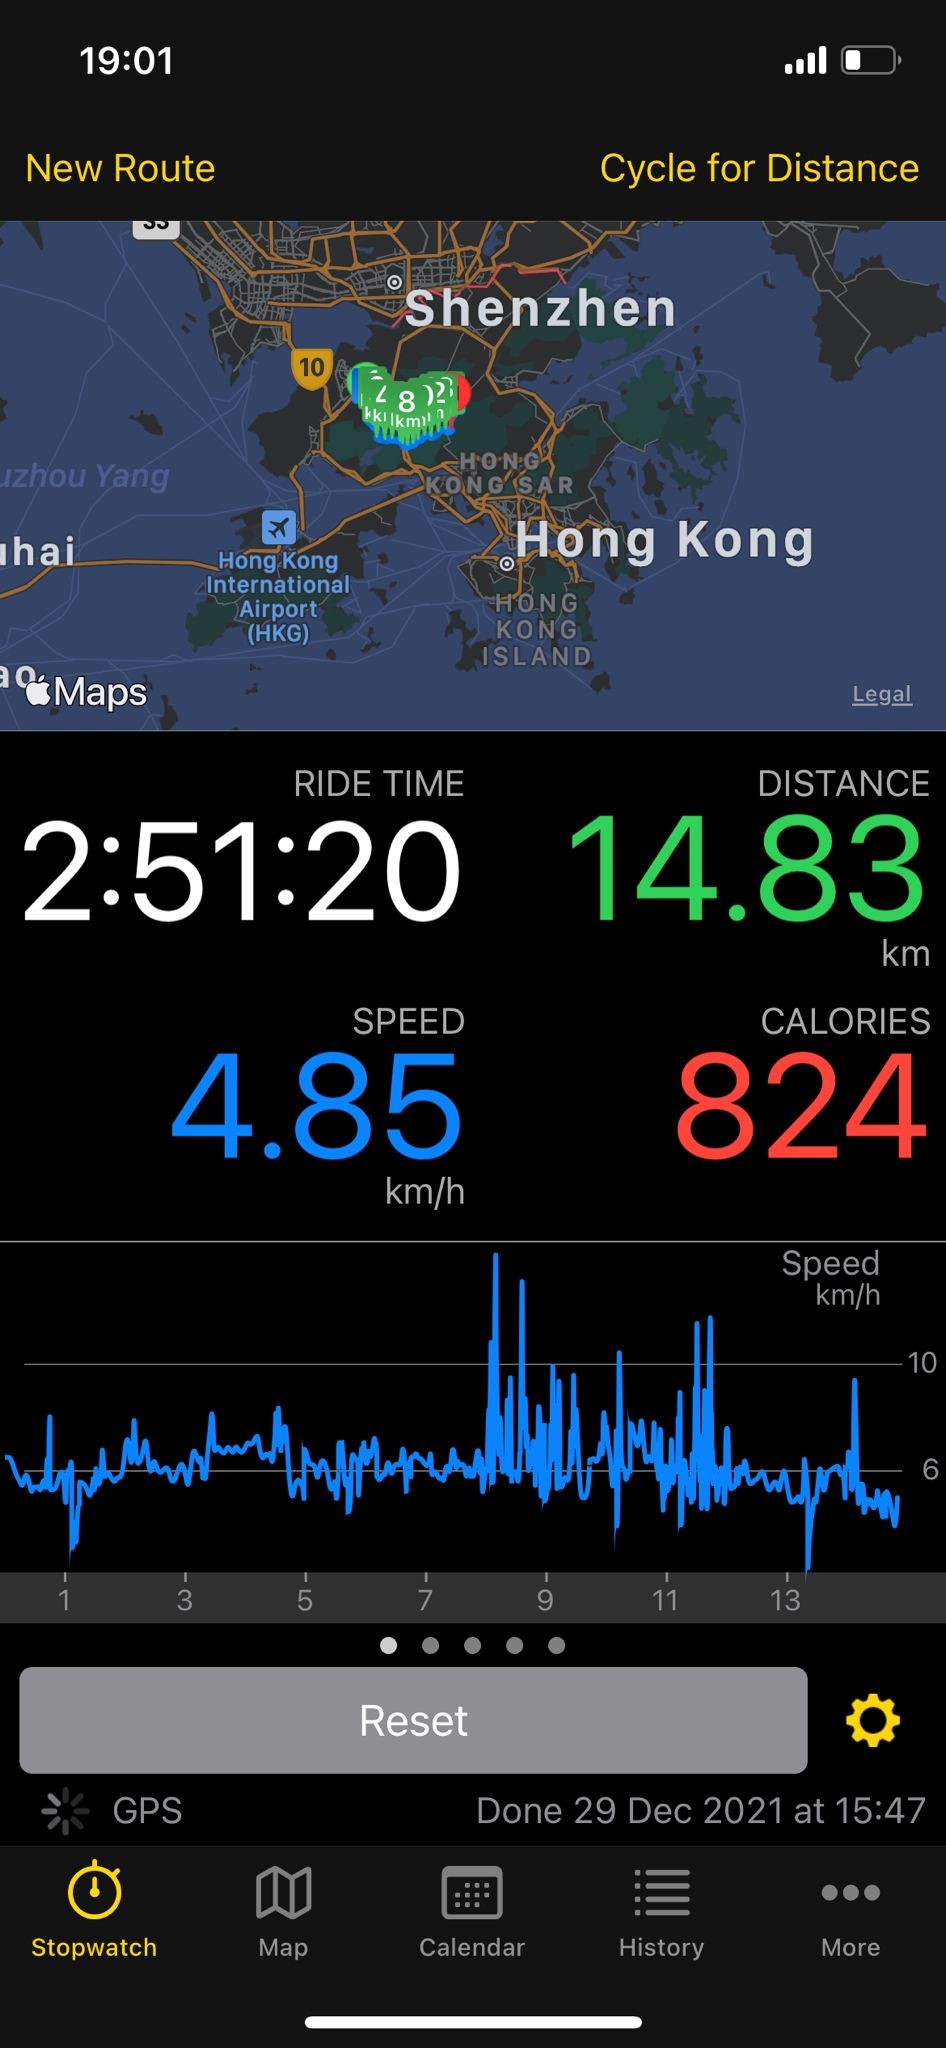 19:01
New Route
Cycle for Distance
Shenzhen
10
8
km
HONG
KONG SAR
uzhou Yang
Hong Kong
uhai
Hong Kong
International
Airport
(HKG)
HONG
KONG
ISLAND
ao
Maps
Legal
RIDE TIME
DISTANCE
2:51:20
14.83
km
SPEED
CALORIES
4.85
824
km/h
Speed
km/h
10
6
1 3 5 7 9 11 13
Reset
GPS
Done 29 Dec 2021 at 15:47
Stopwatch
Map
Calendar
History
More